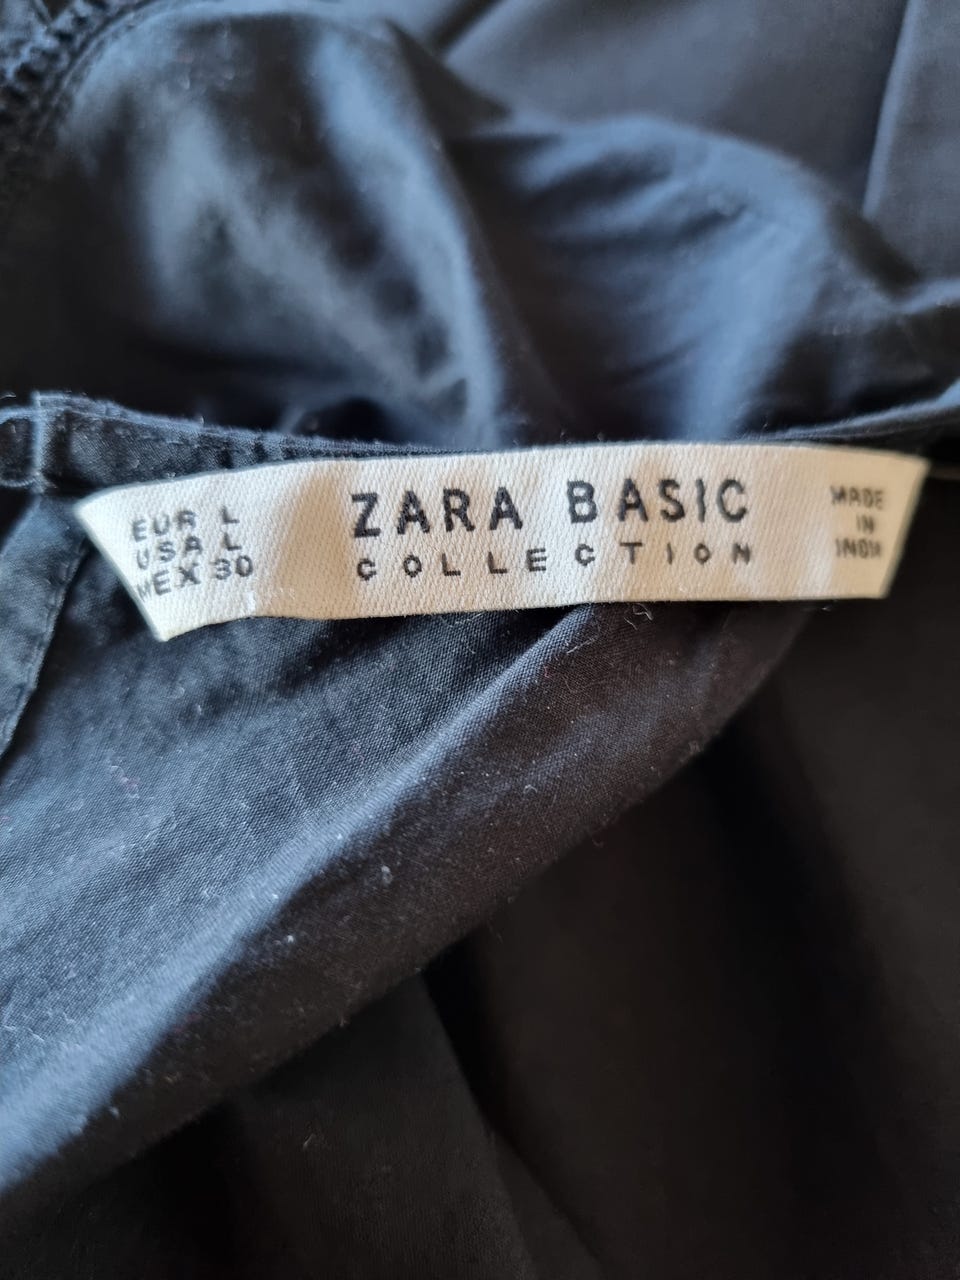 EUR L
USA L
MEX 30
ZARA BASIC
COLLECTION
MADE
IN
INDIA